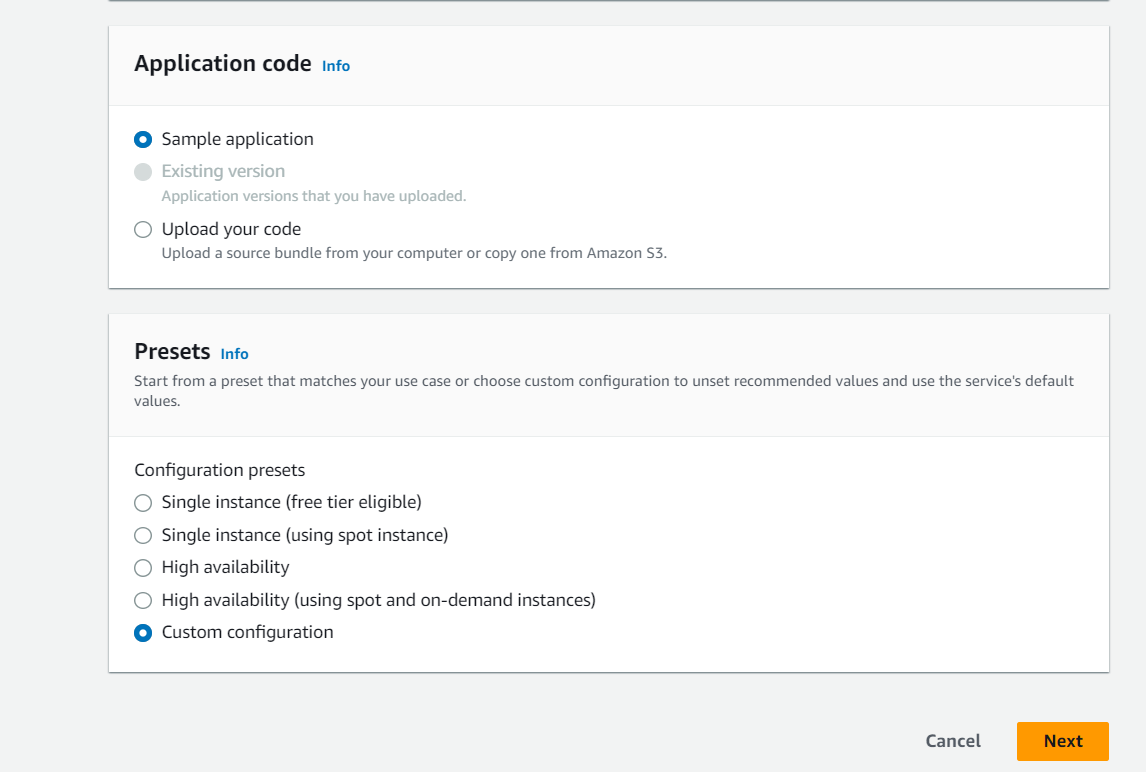 Application code Info
Sample application
Existing version
Application versions that you have uploaded.
Upload your code
Upload a source bundle from your computer or copy one from Amazon S3.
Presets Info
Start from a preset that matches your use case or choose custom configuration to unset recommended values and use the service's default
values.
Configuration presets
Single instance (free tier eligible)
Single instance (using spot instance)
High availability
High availability (using spot and on-demand instances)
Custom configuration
Cancel Next